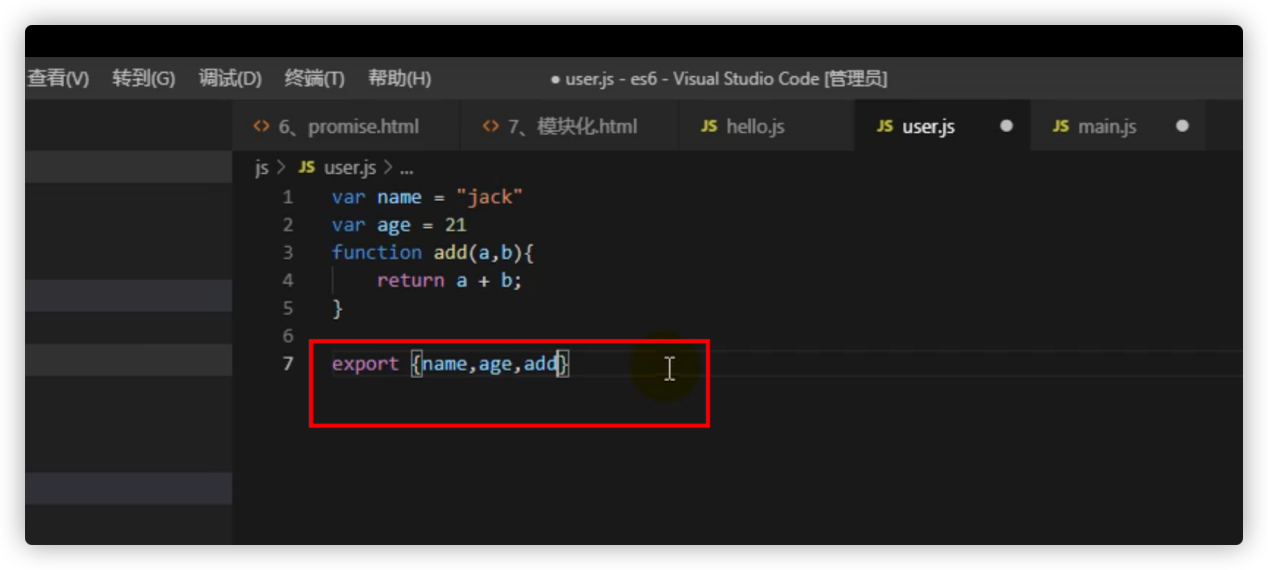 查看(V) 转到(G) 调试(D) 终端(T) 帮助(H) ● user.js - es6 - Visual Studio Code [管理员]
<> 6、promise.html <> 7、模块化.html JS hello.js JS user.js ● JS main.js ●
js > JS user.js > ...
1 var name = "jack"
2 var age = 21
3 function add(a,b){
4 return a + b;
5 }
6
7 export {name,age,add}